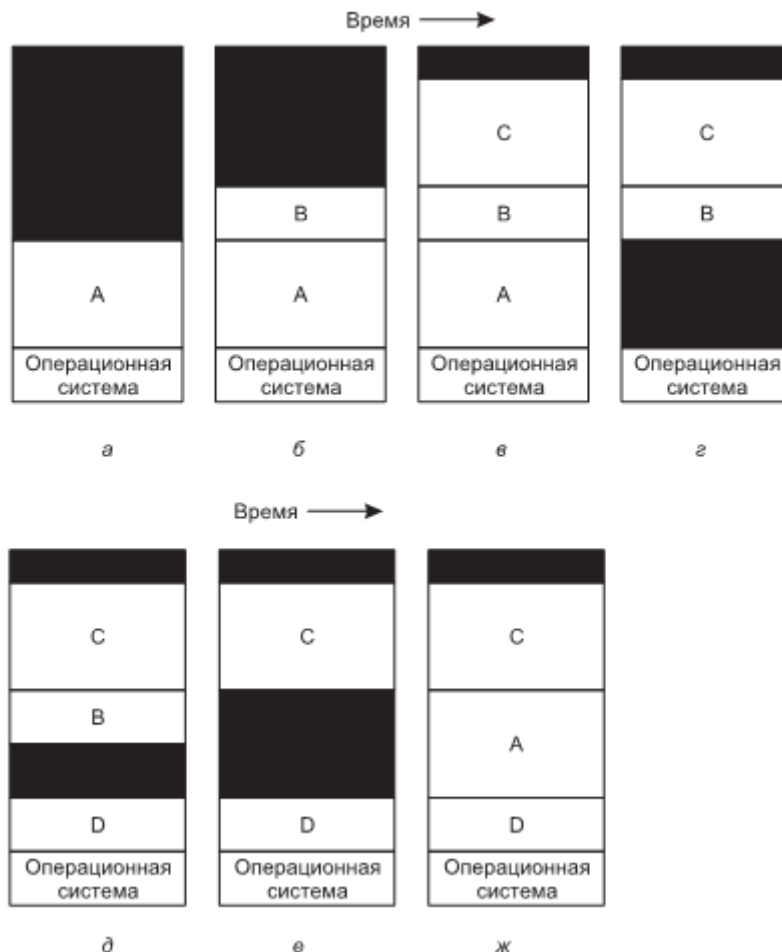 Время
C
C
B
B
B
A
A
A
Операционная
система
Операционная
система
Операционная
система
Операционная
система
а
б
в
г
Время
C
C
C
B
A
D
D
D
Операционная
система
Операционная
система
Операционная
система
д
е
ж